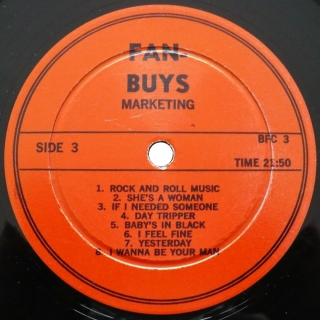 FAN-
BUYS
MARKETING
SIDE 3
BFC 3
TIME 21:50
1. ROCK AND ROLL MUSIC
2. SHE'S A WOMAN
3. IF I NEEDED SOMEONE
4. DAY TRIPPER
5. BABY'S IN BLACK
6. I FEEL FINE
7. YESTERDAY
8. I WANNA BE YOUR MAN